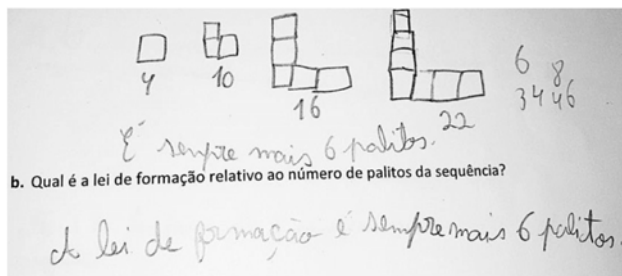 6 8
4 10 16 22 34 46
É sempre mais 6 palitos.
b. Qual é a lei de formação relativo ao número de palitos da sequência?
A lei de formação é sempre mais 6 palitos.